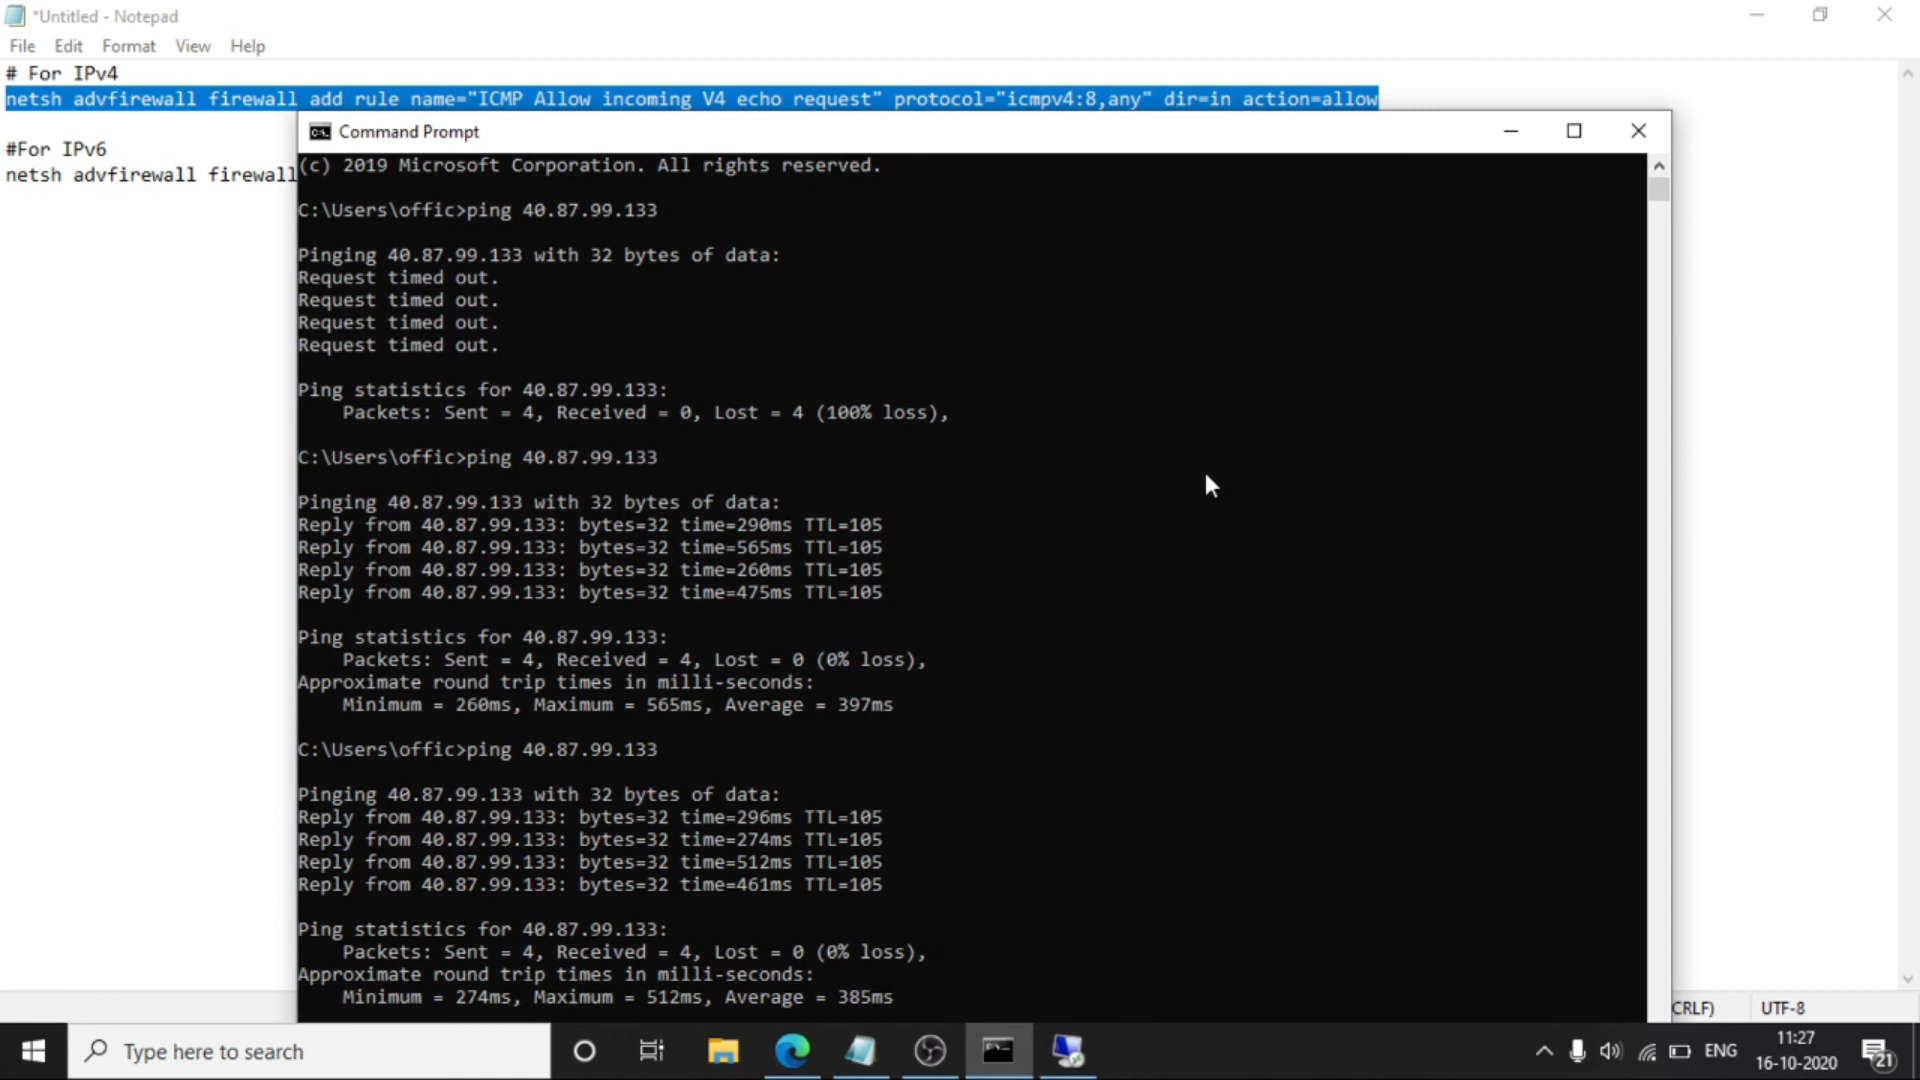 *Untitled - Notepad
File Edit Format View Help
# For IPv4
netsh advfirewall firewall add rule name="ICMP Allow incoming V4 echo request" protocol="icmpv4:8,any" dir=in action=allow
#For IPv6
netsh advfirewall firewall
Command Prompt
(c) 2019 Microsoft Corporation. All rights reserved.
C:\Users\offic>ping 40.87.99.133
Pinging 40.87.99.133 with 32 bytes of data:
Request timed out.
Request timed out.
Request timed out.
Request timed out.
Ping statistics for 40.87.99.133:
    Packets: Sent = 4, Received = 0, Lost = 4 (100% loss),
C:\Users\offic>ping 40.87.99.133
Pinging 40.87.99.133 with 32 bytes of data:
Reply from 40.87.99.133: bytes=32 time=290ms TTL=105
Reply from 40.87.99.133: bytes=32 time=565ms TTL=105
Reply from 40.87.99.133: bytes=32 time=260ms TTL=105
Reply from 40.87.99.133: bytes=32 time=475ms TTL=105
Ping statistics for 40.87.99.133:
    Packets: Sent = 4, Received = 4, Lost = 0 (0% loss),
Approximate round trip times in milli-seconds:
    Minimum = 260ms, Maximum = 565ms, Average = 397ms
C:\Users\offic>ping 40.87.99.133
Pinging 40.87.99.133 with 32 bytes of data:
Reply from 40.87.99.133: bytes=32 time=296ms TTL=105
Reply from 40.87.99.133: bytes=32 time=274ms TTL=105
Reply from 40.87.99.133: bytes=32 time=512ms TTL=105
Reply from 40.87.99.133: bytes=32 time=461ms TTL=105
Ping statistics for 40.87.99.133:
    Packets: Sent = 4, Received = 4, Lost = 0 (0% loss),
Approximate round trip times in milli-seconds:
    Minimum = 274ms, Maximum = 512ms, Average = 385ms
CRLF) UTF-8
Type here to search
ENG
11:27
16-10-2020
21